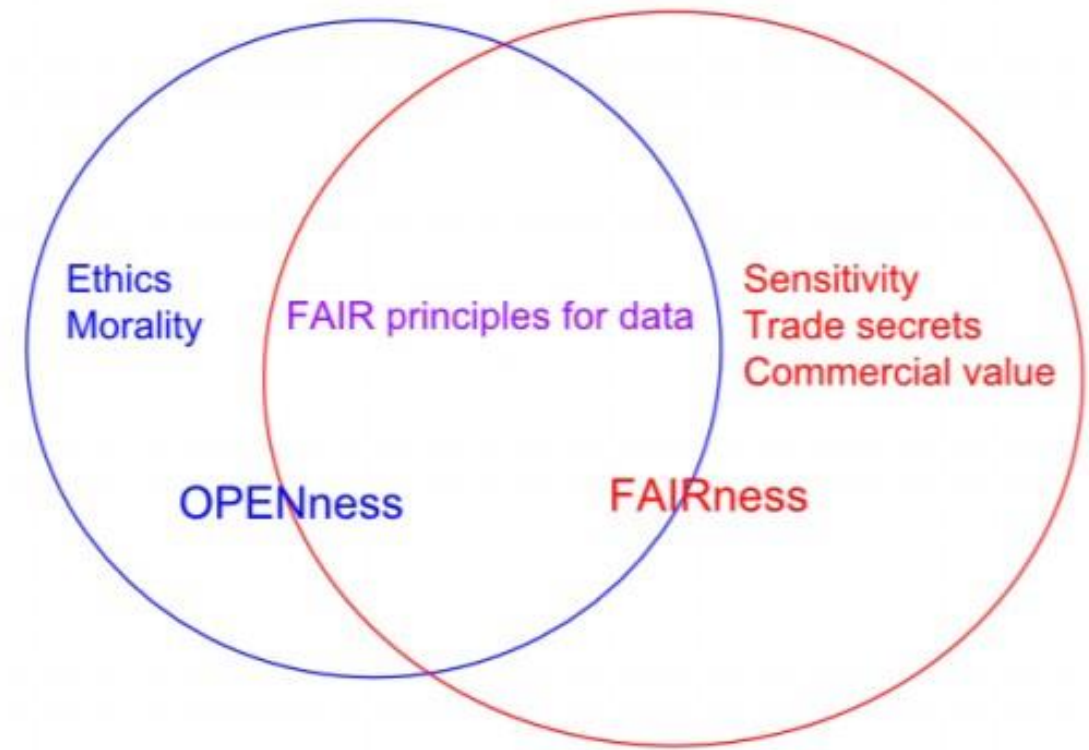 Ethics
Morality
FAIR principles for data
Sensitivity
Trade secrets
Commercial value
OPENness
FAIRness